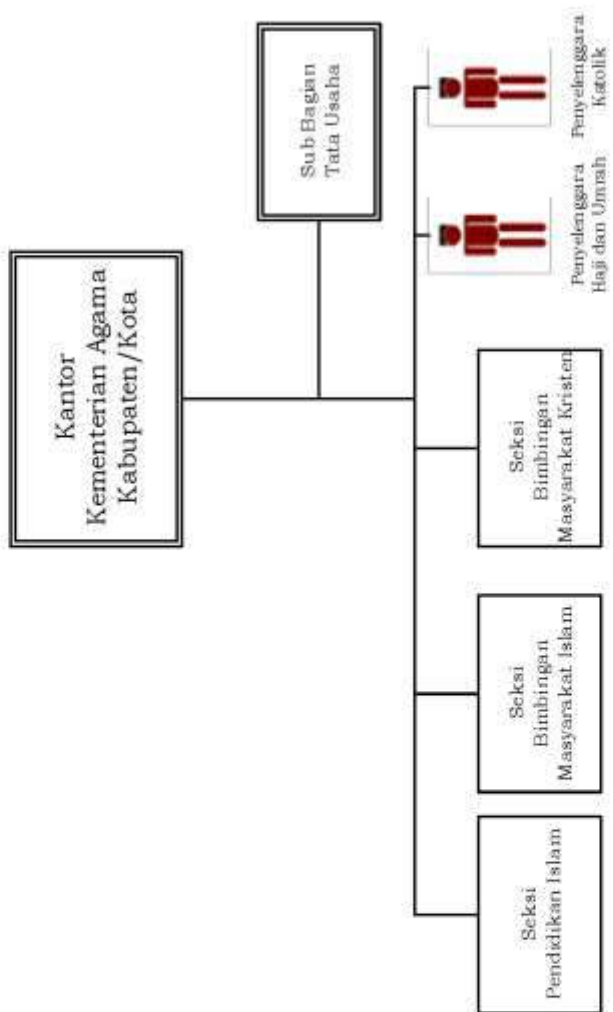 Kantor
Kementerian Agama
Kabupaten/Kota
Sub Bagian
Tata Usaha
Seksi
Pendidikan Islam
Seksi
Bimbingan
Masyarakat Islam
Seksi
Bimbingan
Masyarakat Kristen
Penyelenggara
Haji dan Umrah
Penyelenggara
Katolik